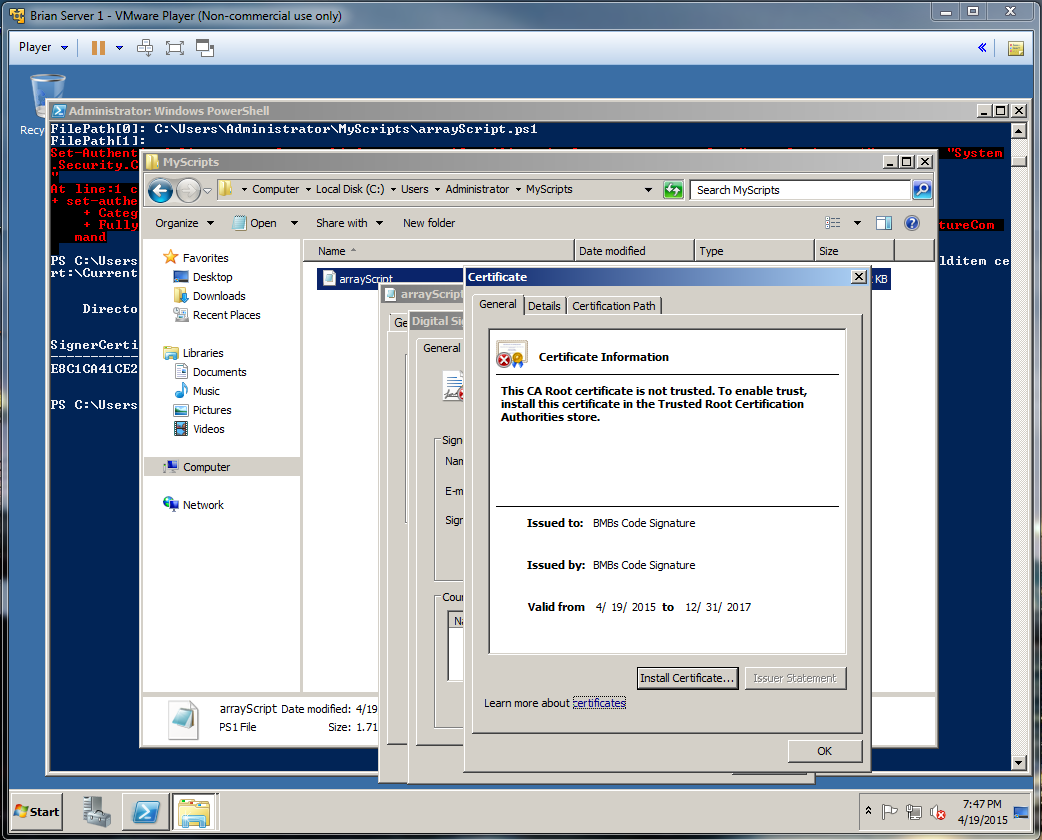 Brian Server 1 - VMware Player (Non-commercial use only)
Player
Recy
Administrator: Windows PowerShell
FilePath[0]: C:\Users\Administrator\MyScripts\arrayScript.ps1
FilePath[1]:
Set-Authent
"System
.Security.C
"
At line:1 c
+ set-authe
+ Categ
+ Fully
tureCom
mand
PS C:\Users
lditem ce
rt:\Current
Directo
SignerCerti
E8C1CA41CE2
PS C:\Users
MyScripts
Computer
Local Disk (C:)
Users
Administrator
MyScripts
Search MyScripts
Organize
Open
Share with
New folder
Favorites
Desktop
Downloads
Recent Places
Libraries
Documents
Music
Pictures
Videos
Computer
Network
Name
Date modified
Type
Size
arrayScript
KB
arrayScript
Ge
Digital Si
General
Sign
Nam
E-m
Sign
Cour
Na
Certificate
General
Details
Certification Path
Certificate Information
This CA Root certificate is not trusted. To enable trust,
install this certificate in the Trusted Root Certification
Authorities store.
Issued to: BMBs Code Signature
Issued by: BMBs Code Signature
Valid from 4/ 19/ 2015 to 12/ 31/ 2017
Install Certificate...
Issuer Statement
Learn more about certificates
OK
arrayScript Date modified: 4/19
PS1 File Size: 1.71
Start
7:47 PM
4/19/2015